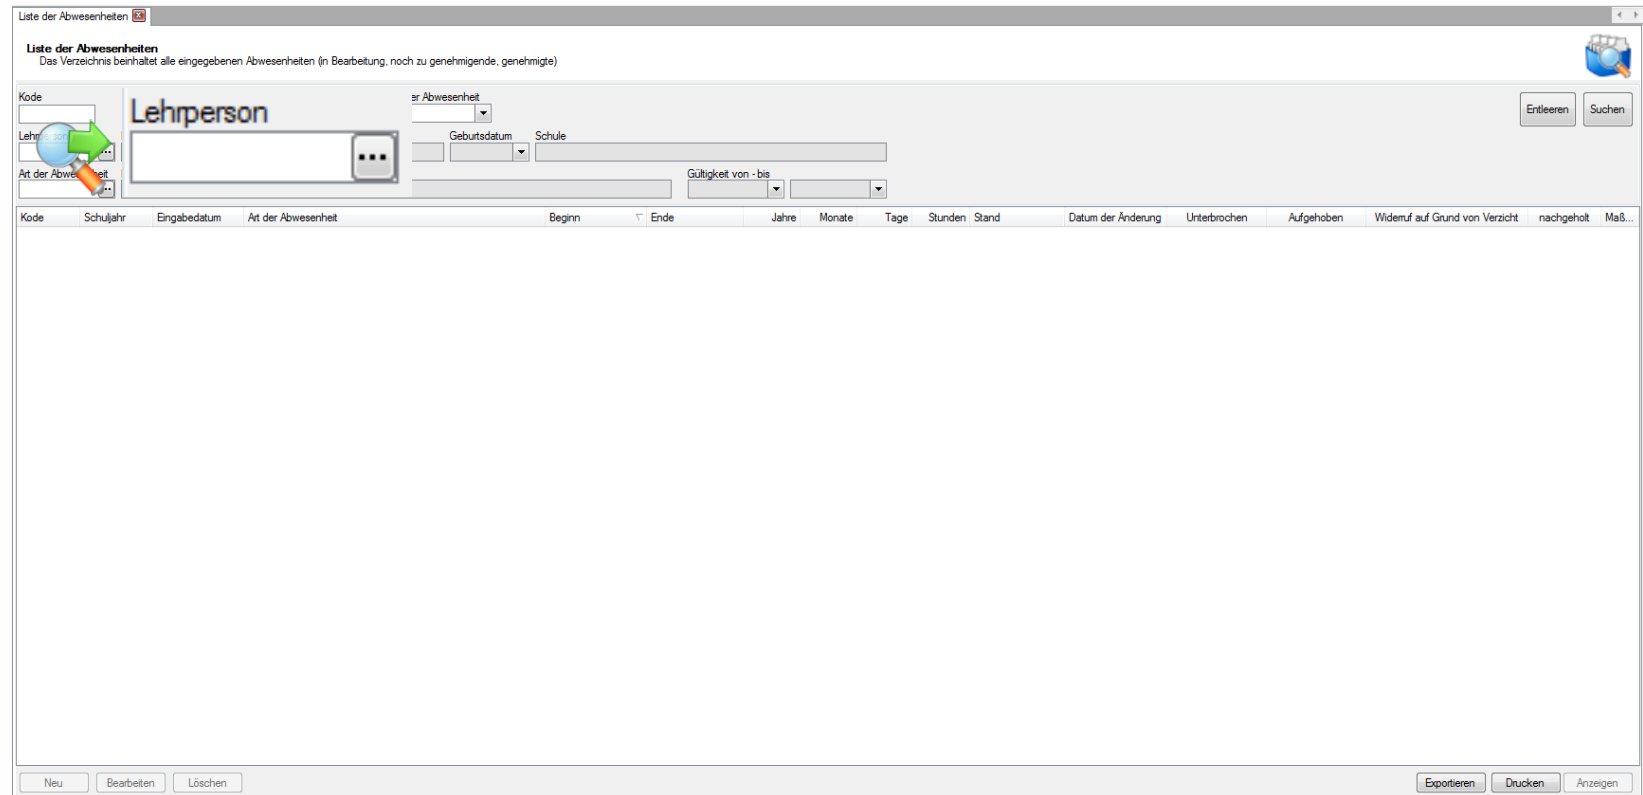 Liste der Abwesenheiten
Liste der Abwesenheiten
Das Verzeichnis beinhaltet alle eingegebenen Abwesenheiten (in Bearbeitung, noch zu genehmigende, genehmigte)
Kode
er Abwesenheit
Entleeren Suchen
Lehrperson
Geburtsdatum Schule
Gültigkeit von - bis
Kode Schuljahr Eingabedatum Art der Abwesenheit Beginn Ende Jahre Monate Tage Stunden Stand Datum der Änderung Unterbrochen Aufgehoben Widerruf auf Grund von Verzicht nachgeholt Maß...
Neu Bearbeiten Löschen Exportieren Drucken Anzeigen